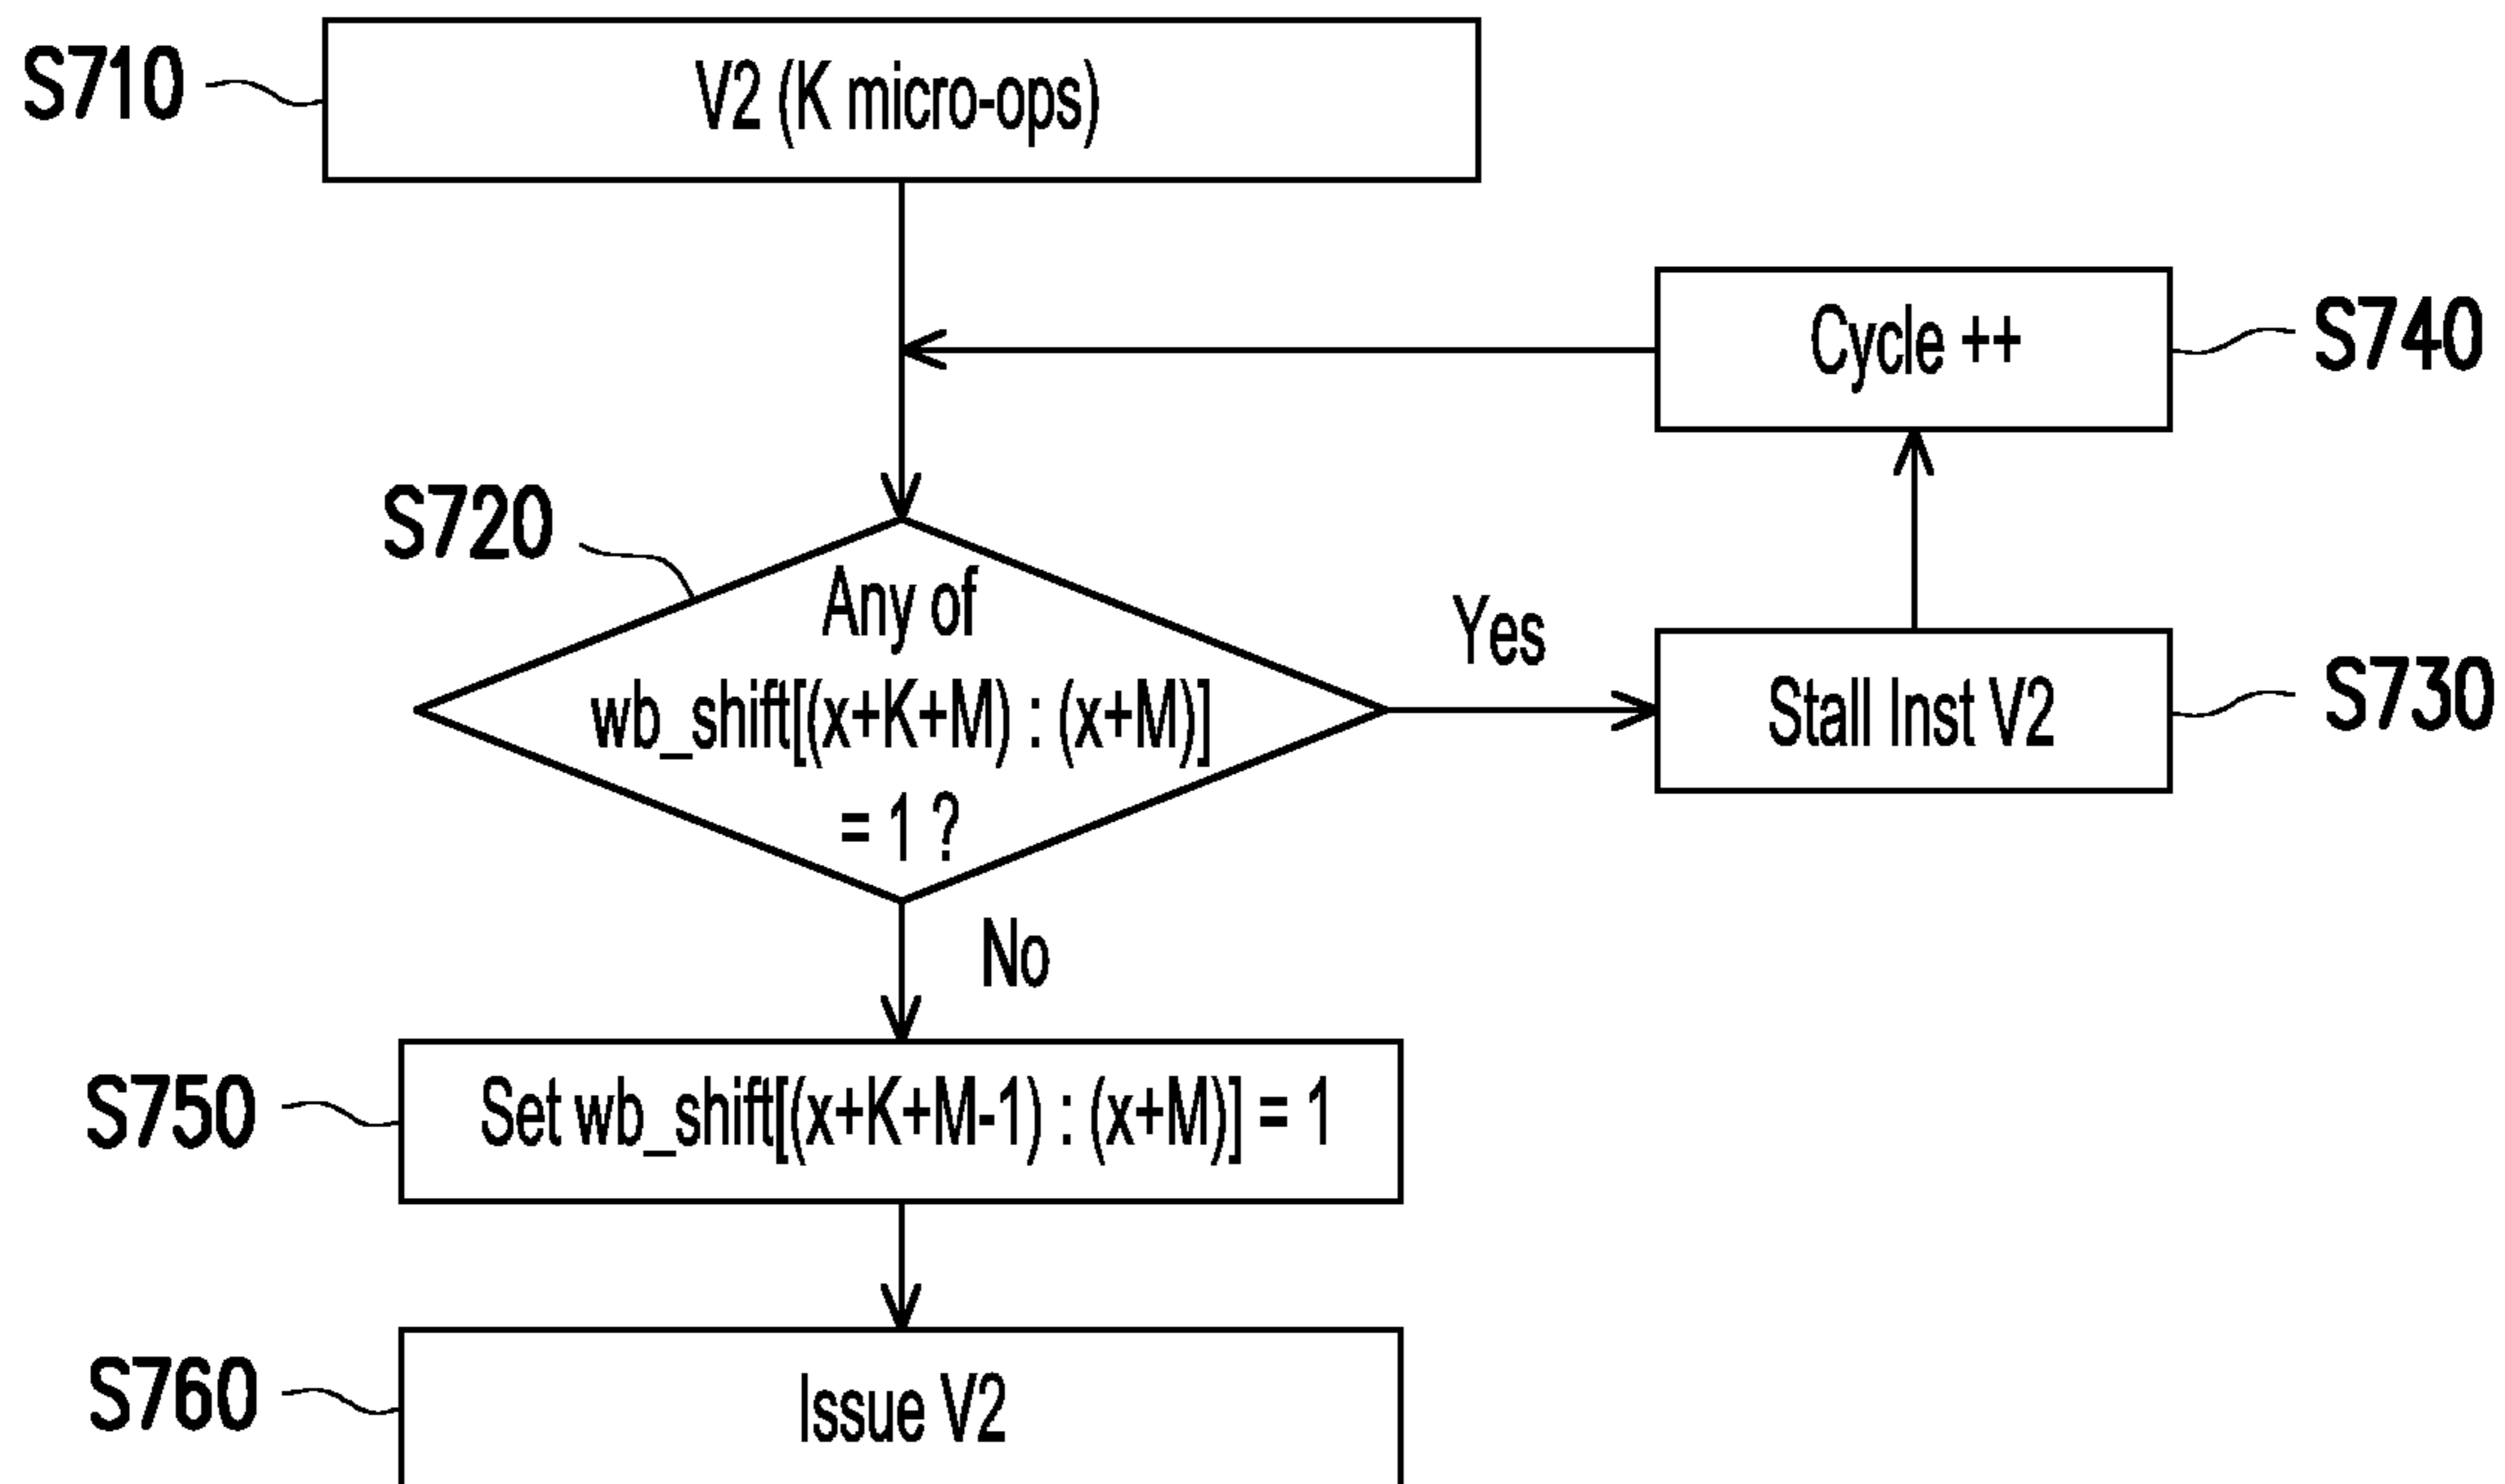 S710
V2 (K micro-ops)
Cycle ++
S740
S720
Any of
wb_shift[(x+K+M) : (x+M)]
= 1 ?
Yes
Stall Inst V2
S730
No
S750
Set wb_shift[(x+K+M-1) : (x+M)] = 1
S760
Issue V2